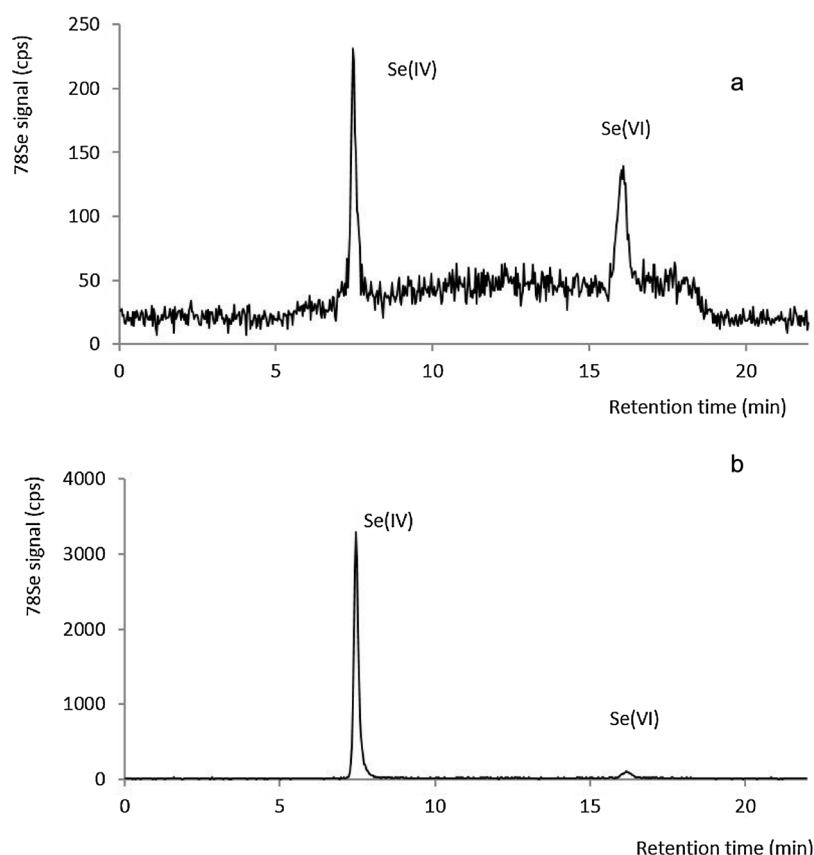 250
78Se signal (cps)
200
150
100
50
0
Se(IV)
a
Se(VI)
0 5 10 15 20
Retention time (min)
b
4000
78Se signal (cps)
3000
2000
1000
0
Se(IV)
Se(VI)
0 5 10 15 20
Retention time (min)